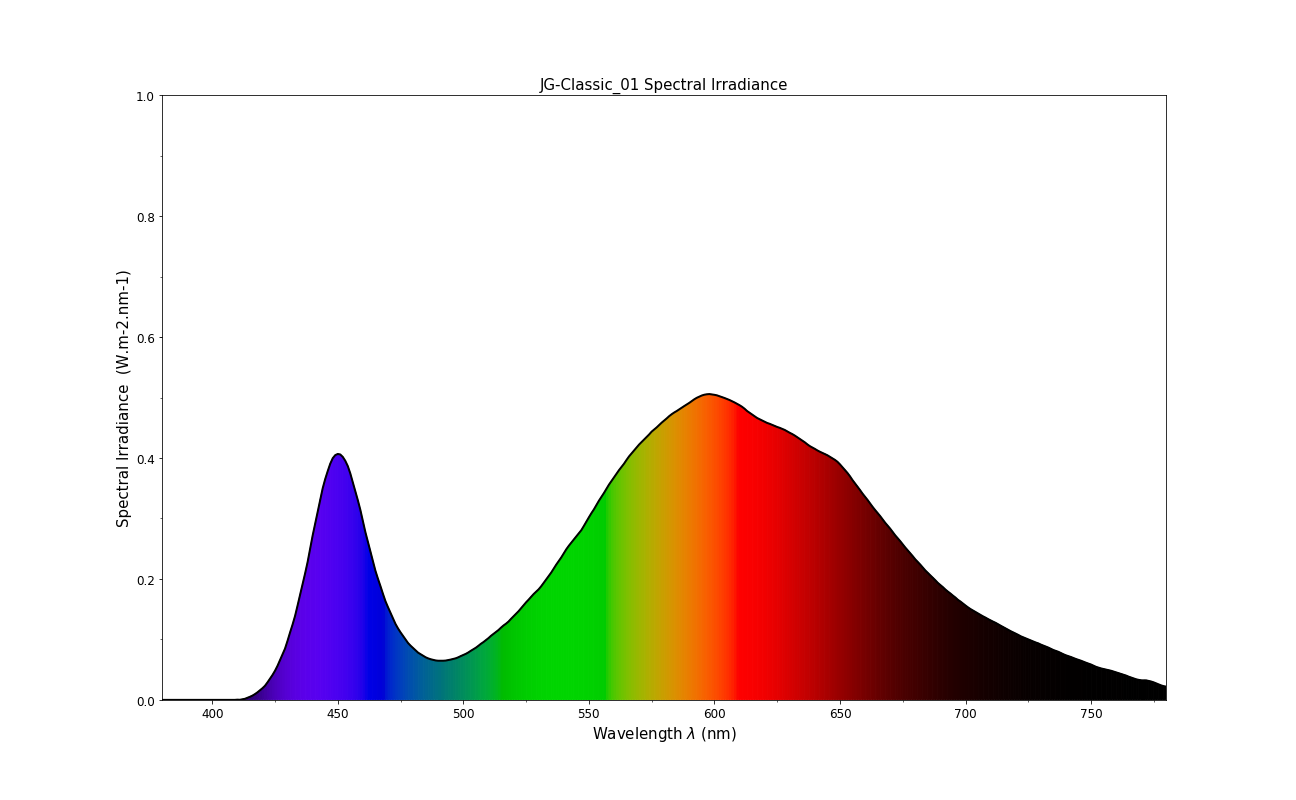 JG-Classic_01 Spectral Irradiance
1.0
0.8
0.6
0.4
0.2
0.0
Spectral Irradiance (W.m-2.nm-1)
400 450 500 550 600 650 700 750
Wavelength λ (nm)